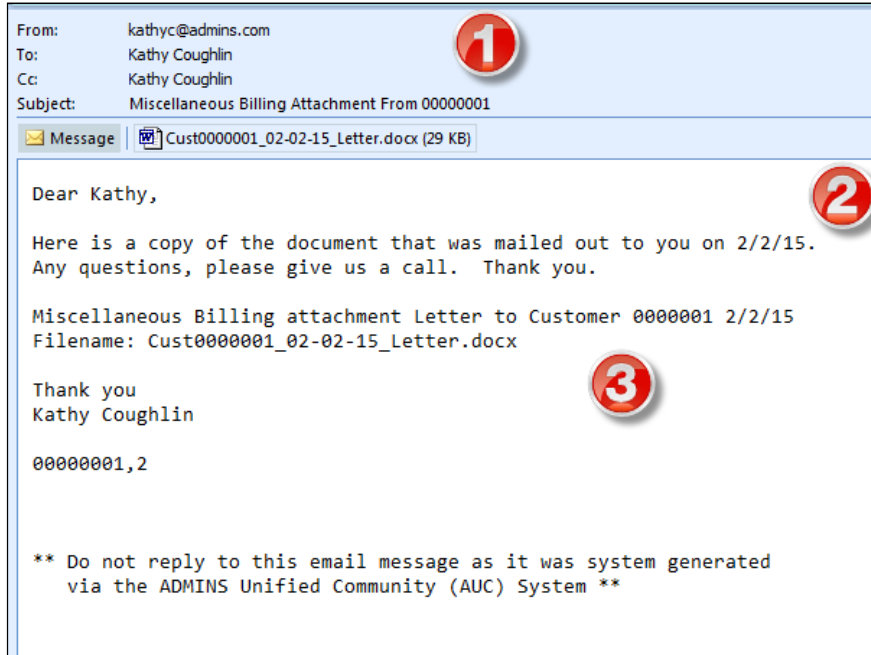 From: kathyc@admins.com
1
To: Kathy Coughlin
Cc: Kathy Coughlin
Subject: Miscellaneous Billing Attachment From 00000001
Message Cust0000001_02-02-15_Letter.docx (29 KB)
2
Dear Kathy,
Here is a copy of the document that was mailed out to you on 2/2/15.
Any questions, please give us a call. Thank you.
Miscellaneous Billing attachment Letter to Customer 0000001 2/2/15
Filename: Cust0000001_02-02-15_Letter.docx
3
Thank you
Kathy Coughlin
00000001,2
** Do not reply to this email message as it was system generated
via the ADMINS Unified Community (AUC) System **